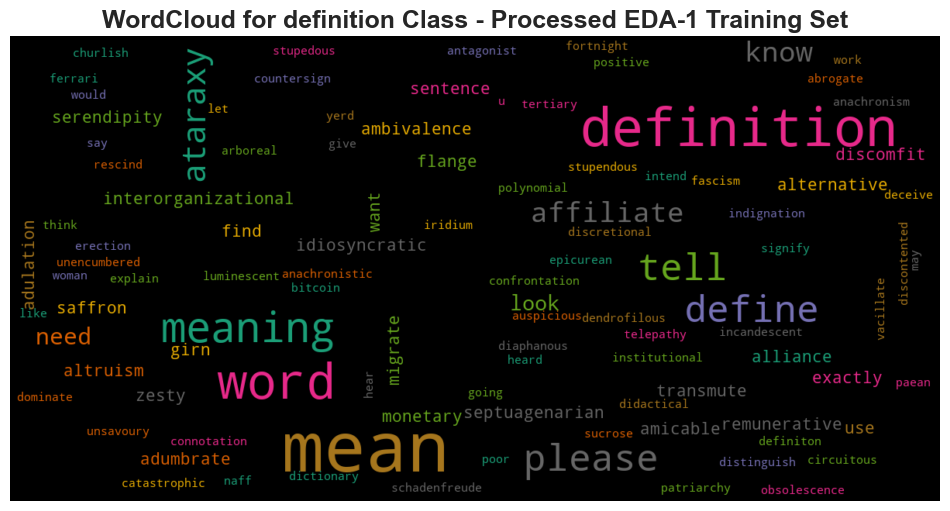 WordCloud for definition Class - Processed EDA-1 Training Set
churlish
stupedous
antagonist
fortnight
know
positive
work
ferrari
ataraxy
countersign
sentence
abrogate
would
let
u
tertiary
anachronism
serendipity
yerd
ambivalence
definition
say
arboreal
give
discomfit
rescind
flange
stupendous
intend
fascism
alternative
deceive
interorganizational
want
polynomial
affiliate
indignation
think
find
iridium
discretional
adulation
erection
idiosyncratic
signify
discontented
may
unencumbered
epicurean
tell
woman
explain
luminescent
anachronistic
confrontation
bitcoin
saffron
look
define
vacillate
like
meaning
auspicious
dendrofilous
need
migrate
telepathy
incandescent
girn
diaphanous
heard
institutional
alliance
altruism
word
hear
exactly
paean
dominate
zesty
going
transmute
didactical
monetary
septuagenarian
unsavoury
mean
sucrose
amicable
remunerative
use
connotation
definiton
adumbrate
poor
please
distinguish
circuitous
catastrophic
naff
dictionary
schadenfreude
patriarchy
obsolescence